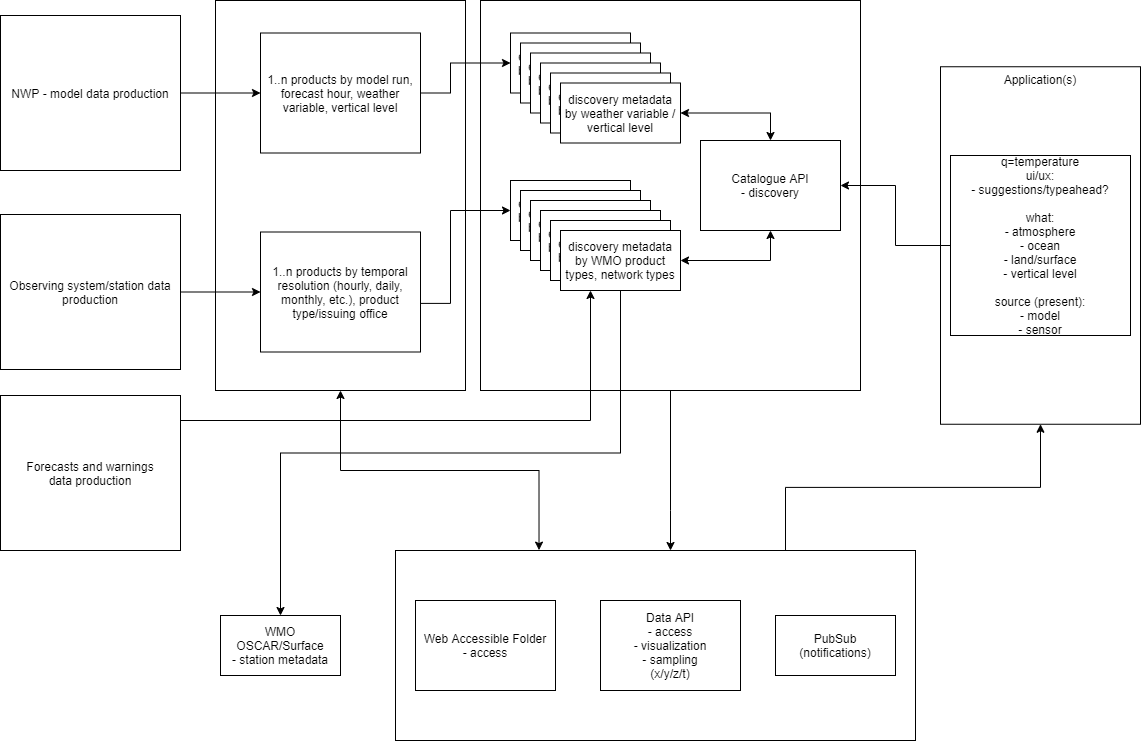 NWP - model data production
1..n products by model run,
forecast hour, weather
variable, vertical level
discovery metadata
by weather variable /
vertical level
Catalogue API
- discovery
Application(s)
q=temperature
ui/ux:
- suggestions/typeahead?
what:
- atmosphere
- ocean
- land/surface
- vertical level
source (present):
- model
- sensor
Observing system/station data
production
1..n products by temporal
resolution (hourly, daily,
monthly, etc.), product
type/issuing office
discovery metadata
by WMO product
types, network types
Forecasts and warnings
data production
WMO
OSCAR/Surface
- station metadata
Web Accessible Folder
- access
Data API
- access
- visualization
- sampling
(x/y/z/t)
PubSub
(notifications)